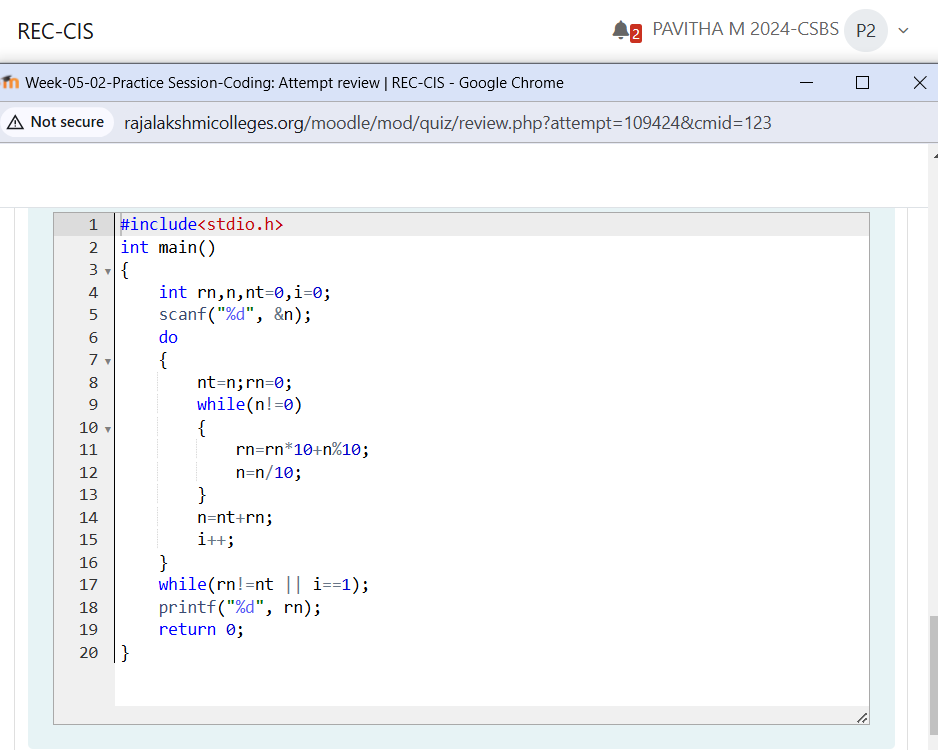 REC-CIS
2 PAVITHA M 2024-CSBS P2
Week-05-02-Practice Session-Coding: Attempt review | REC-CIS - Google Chrome
Not secure rajalakshmicolleges.org/moodle/mod/quiz/review.php?attempt=109424&cmid=123
1 #include<stdio.h>
2 int main()
3 {
4 int rn,n,nt=0,i=0;
5 scanf("%d", &n);
6 do
7 {
8 nt=n;rn=0;
9 while(n!=0)
10 {
11 rn=rn*10+n%10;
12 n=n/10;
13 }
14 n=nt+rn;
15 i++;
16 }
17 while(rn!=nt || i==1);
18 printf("%d", rn);
19 return 0;
20 }